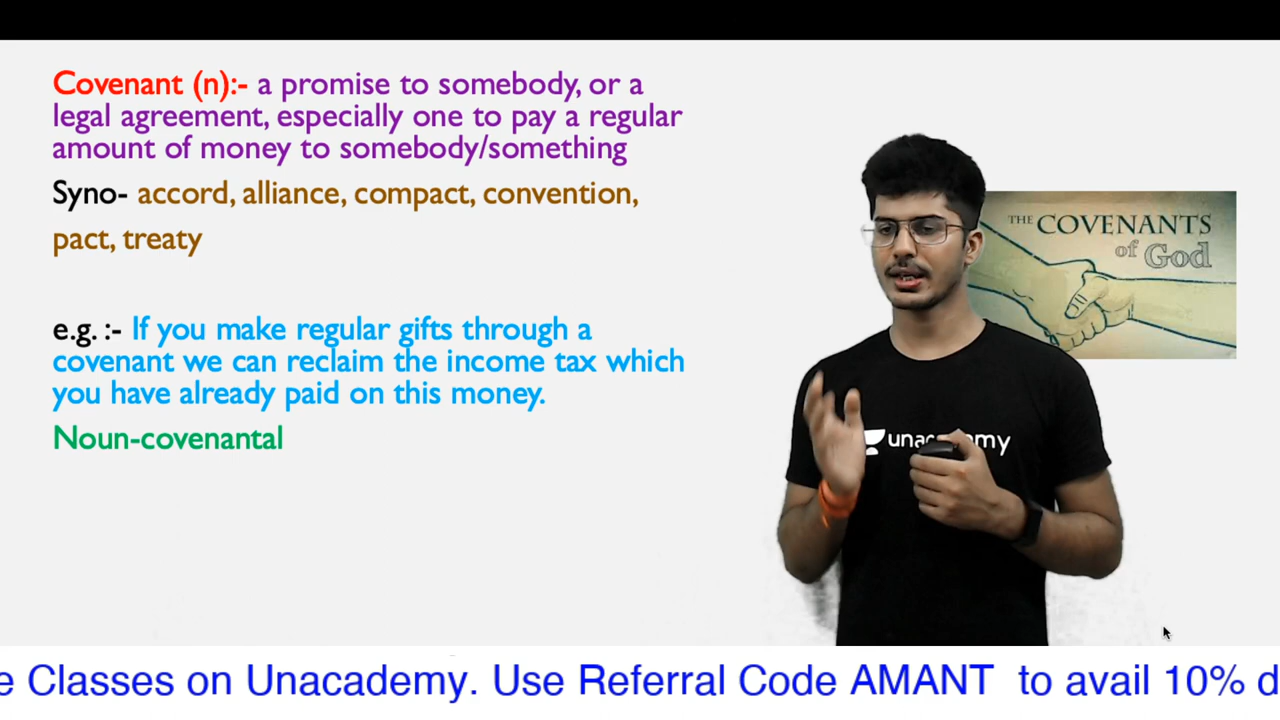 Covenant (n):- a promise to somebody, or a
legal agreement, especially one to pay a regular
amount of money to somebody/something
Syno- accord, alliance, compact, convention,
pact, treaty
THE COVENANTS
of God
e.g. :- If you make regular gifts through a
covenant we can reclaim the income tax which
you have already paid on this money.
Noun-covenantal
e Classes on Unacademy. Use Referral Code AMANT to avail 10% d